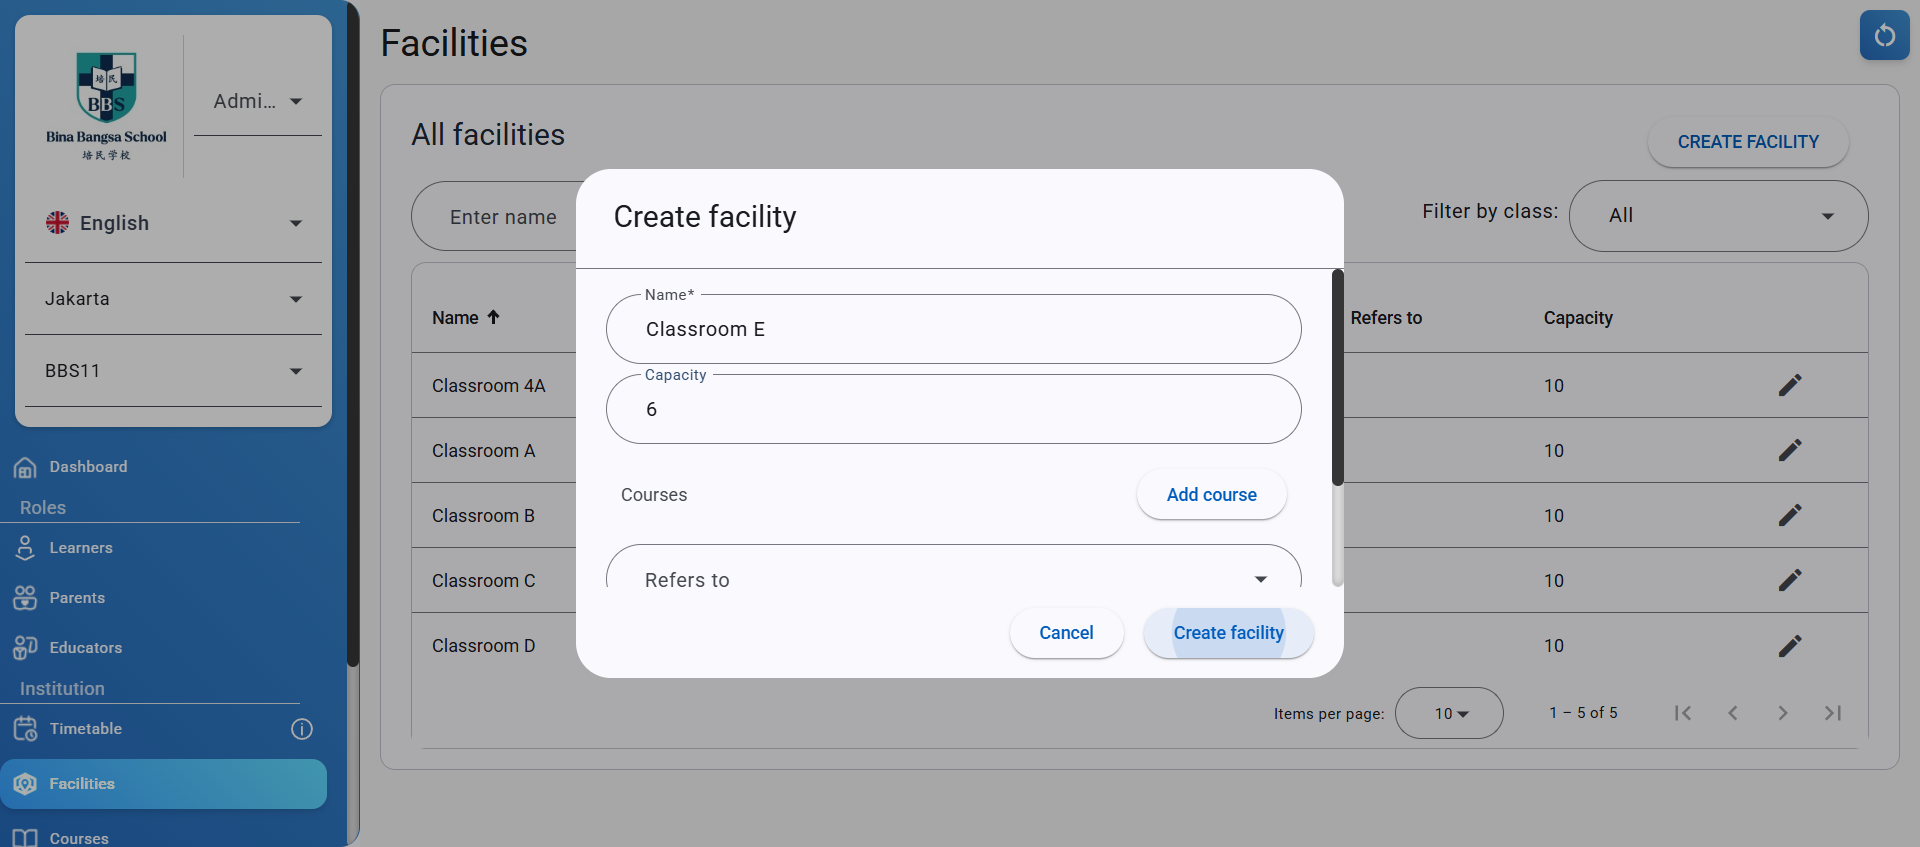 培 民
BBS
Bina Bangsa School
培民学校
Admi...
English
Jakarta
BBS11
Dashboard
Roles
Learners
Parents
Educators
Institution
Timetable
Facilities
Courses
Facilities
All facilities
CREATE FACILITY
Enter name
Filter by class:
All
Name
Refers to
Capacity
Classroom 4A
10
Classroom A
10
Classroom B
10
Classroom C
10
Classroom D
10
Items per page:
10
1 – 5 of 5
Create facility
Name*
Classroom E
Capacity
6
Courses
Add course
Refers to
Cancel
Create facility